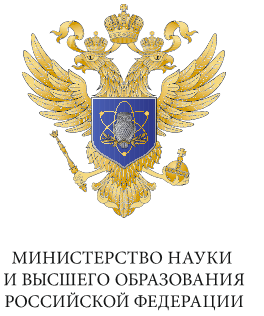 МИНИСТЕРСТВО НАУКИ
И ВЫСШЕГО ОБРАЗОВАНИЯ
РОССИЙСКОЙ ФЕДЕРАЦИИ